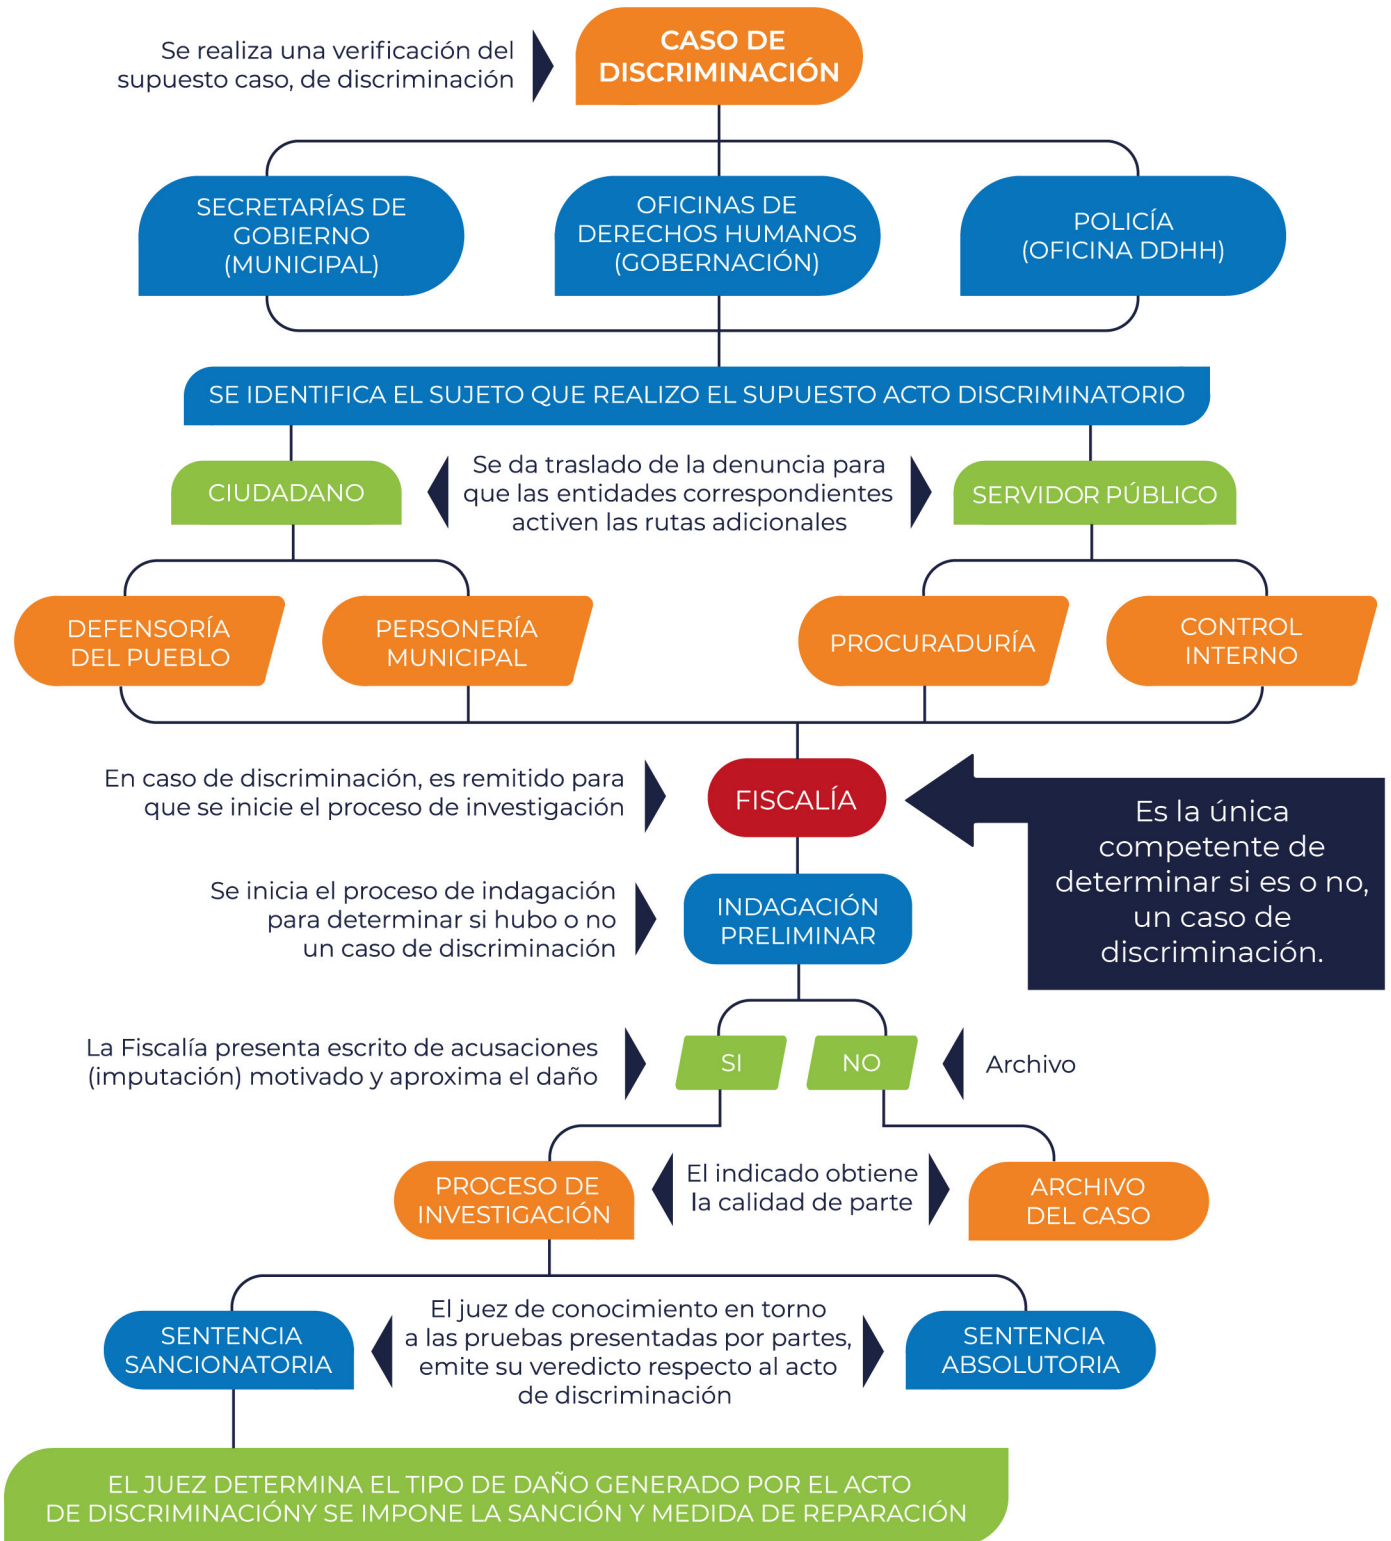 Se realiza una verificación del
supuesto caso, de discriminación
CASO DE
DISCRIMINACIÓN
SECRETARÍAS DE
GOBIERNO
(MUNICIPAL)
OFICINAS DE
DERECHOS HUMANOS
(GOBERNACIÓN)
POLICÍA
(OFICINA DDHH)
SE IDENTIFICA EL SUJETO QUE REALIZO EL SUPUESTO ACTO DISCRIMINATORIO
CIUDADANO
Se da traslado de la denuncia para
que las entidades correspondientes
activen las rutas adicionales
SERVIDOR PÚBLICO
DEFENSORÍA
DEL PUEBLO
PERSONERÍA
MUNICIPAL
PROCURADURÍA
CONTROL
INTERNO
En caso de discriminación, es remitido para
que se inicie el proceso de investigación
FISCALÍA
Es la única
competente de
determinar si es o no,
un caso de
discriminación.
Se inicia el proceso de indagación
para determinar si hubo o no
un caso de discriminación
INDAGACIÓN
PRELIMINAR
La Fiscalía presenta escrito de acusaciones
(imputación) motivado y aproxima el daño
SI
NO
Archivo
PROCESO DE
INVESTIGACIÓN
El indicado obtiene
la calidad de parte
ARCHIVO
DEL CASO
SENTENCIA
SANCIONATORIA
El juez de conocimiento en torno
a las pruebas presentadas por partes,
emite su veredicto respecto al acto
de discriminación
SENTENCIA
ABSOLUTORIA
EL JUEZ DETERMINA EL TIPO DE DAÑO GENERADO POR EL ACTO
DE DISCRIMINACIÓNY SE IMPONE LA SANCIÓN Y MEDIDA DE REPARACIÓN